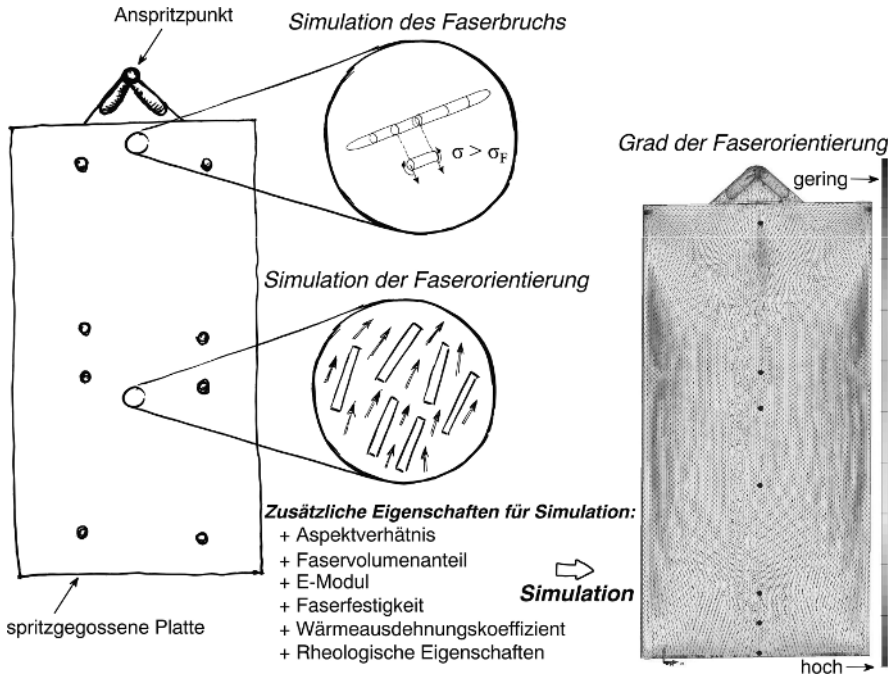 Anspritzpunkt
Simulation des Faserbruchs
σ > σF
Grad der Faserorientierung
gering
Simulation der Faserorientierung
Zusätzliche Eigenschaften für Simulation:
+ Aspektverhätnis
+ Faservolumenanteil
+ E-Modul
+ Faserfestigkeit
+ Wärmeausdehnungskoeffizient
+ Rheologische Eigenschaften
Simulation
spritzgegossene Platte
hoch